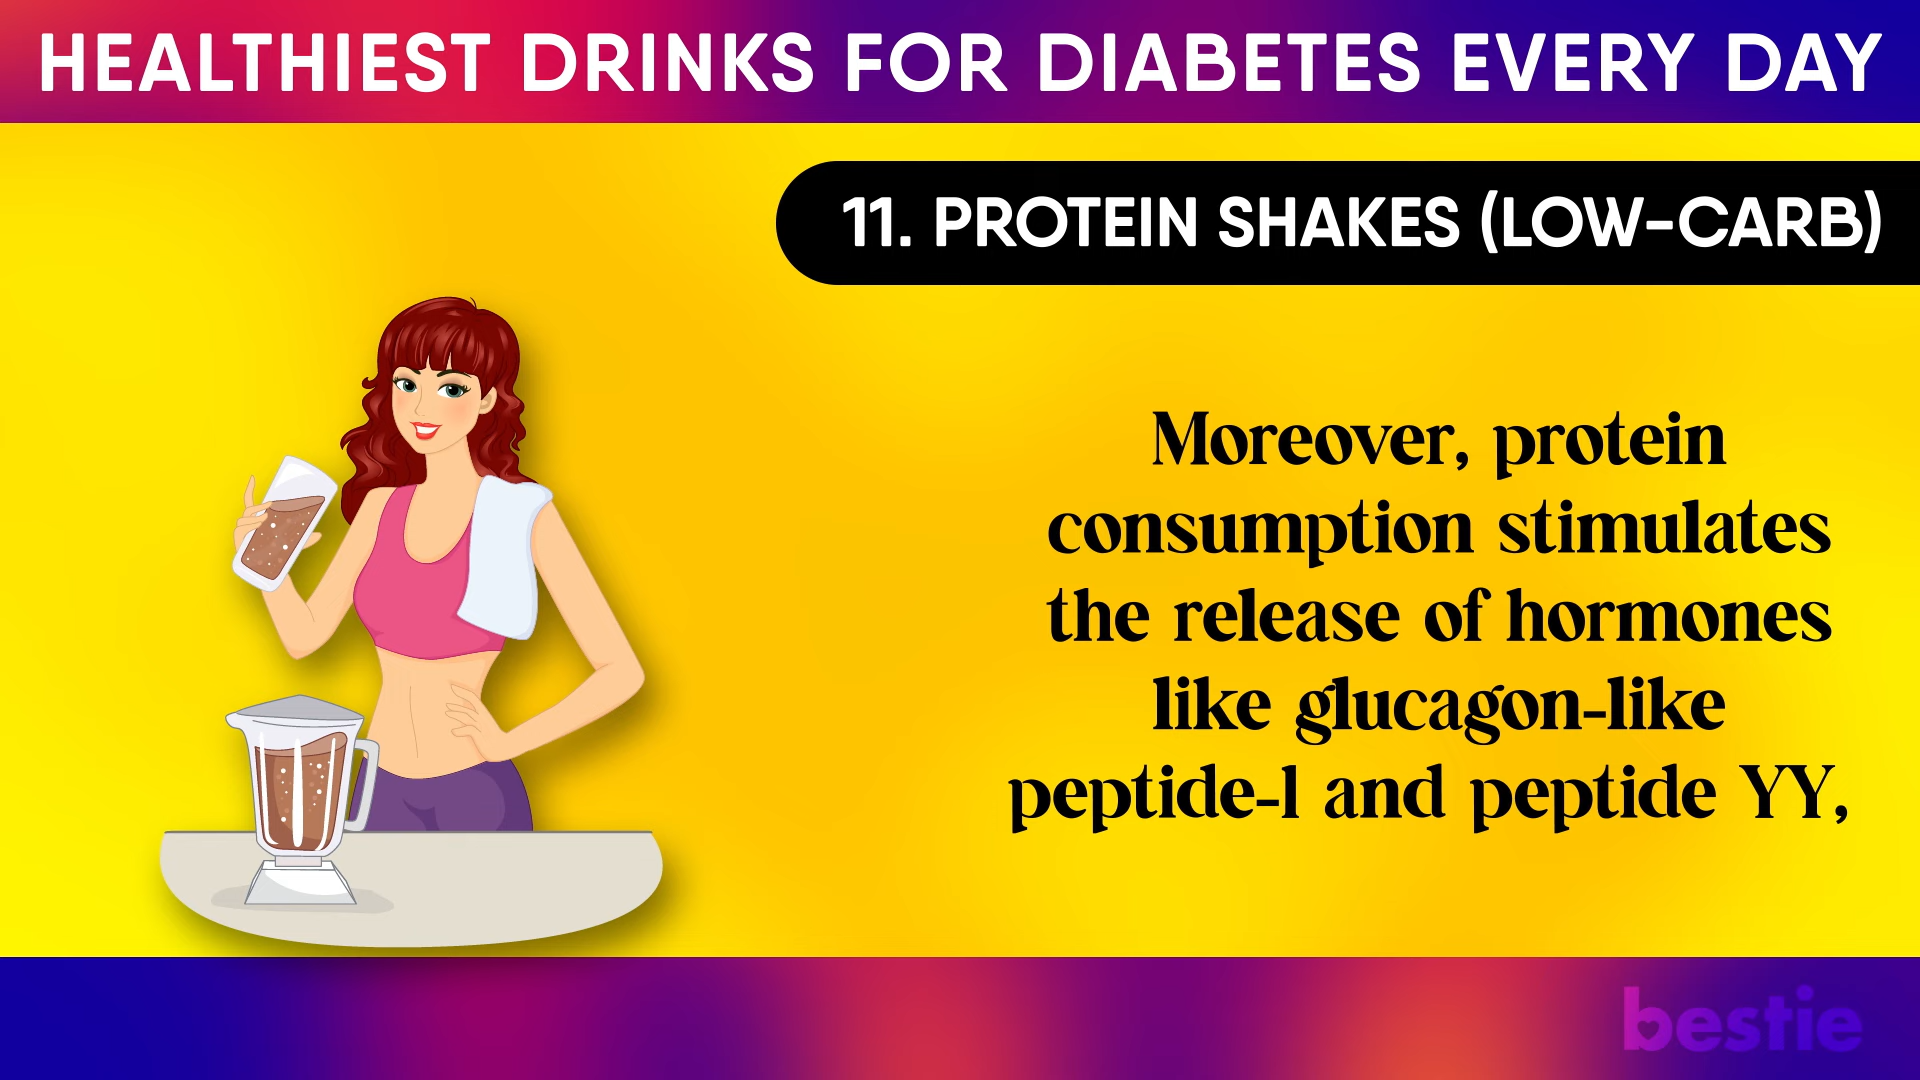 HEALTHIEST DRINKS FOR DIABETES EVERY DAY
11. PROTEIN SHAKES (LOW-CARB)
Moreover, protein
consumption stimulates
the release of hormones
like glucagon-like
peptide-1 and peptide YY,
bestie